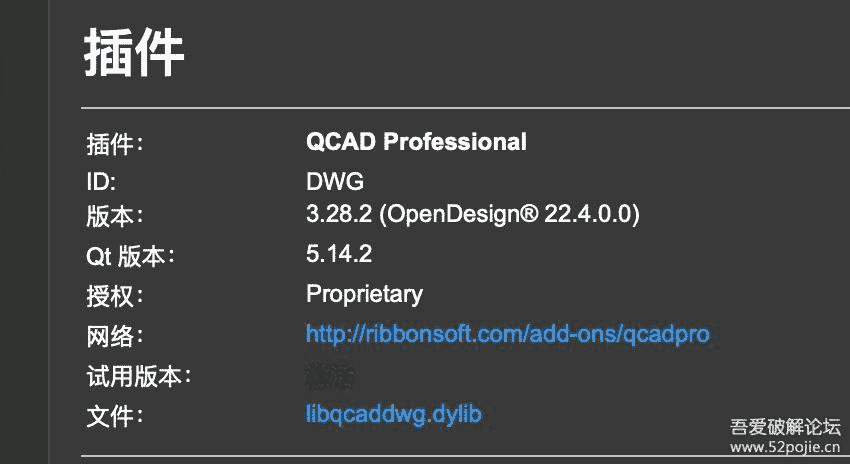 插件
插件: QCAD Professional
ID: DWG
版本: 3.28.2 (OpenDesign® 22.4.0.0)
Qt 版本: 5.14.2
授权: Proprietary
网络: http://ribbonsoft.com/add-ons/qcadpro
试用版本:
文件: libqcaddwg.dylib
吾爱破解论坛
www.52pojie.cn